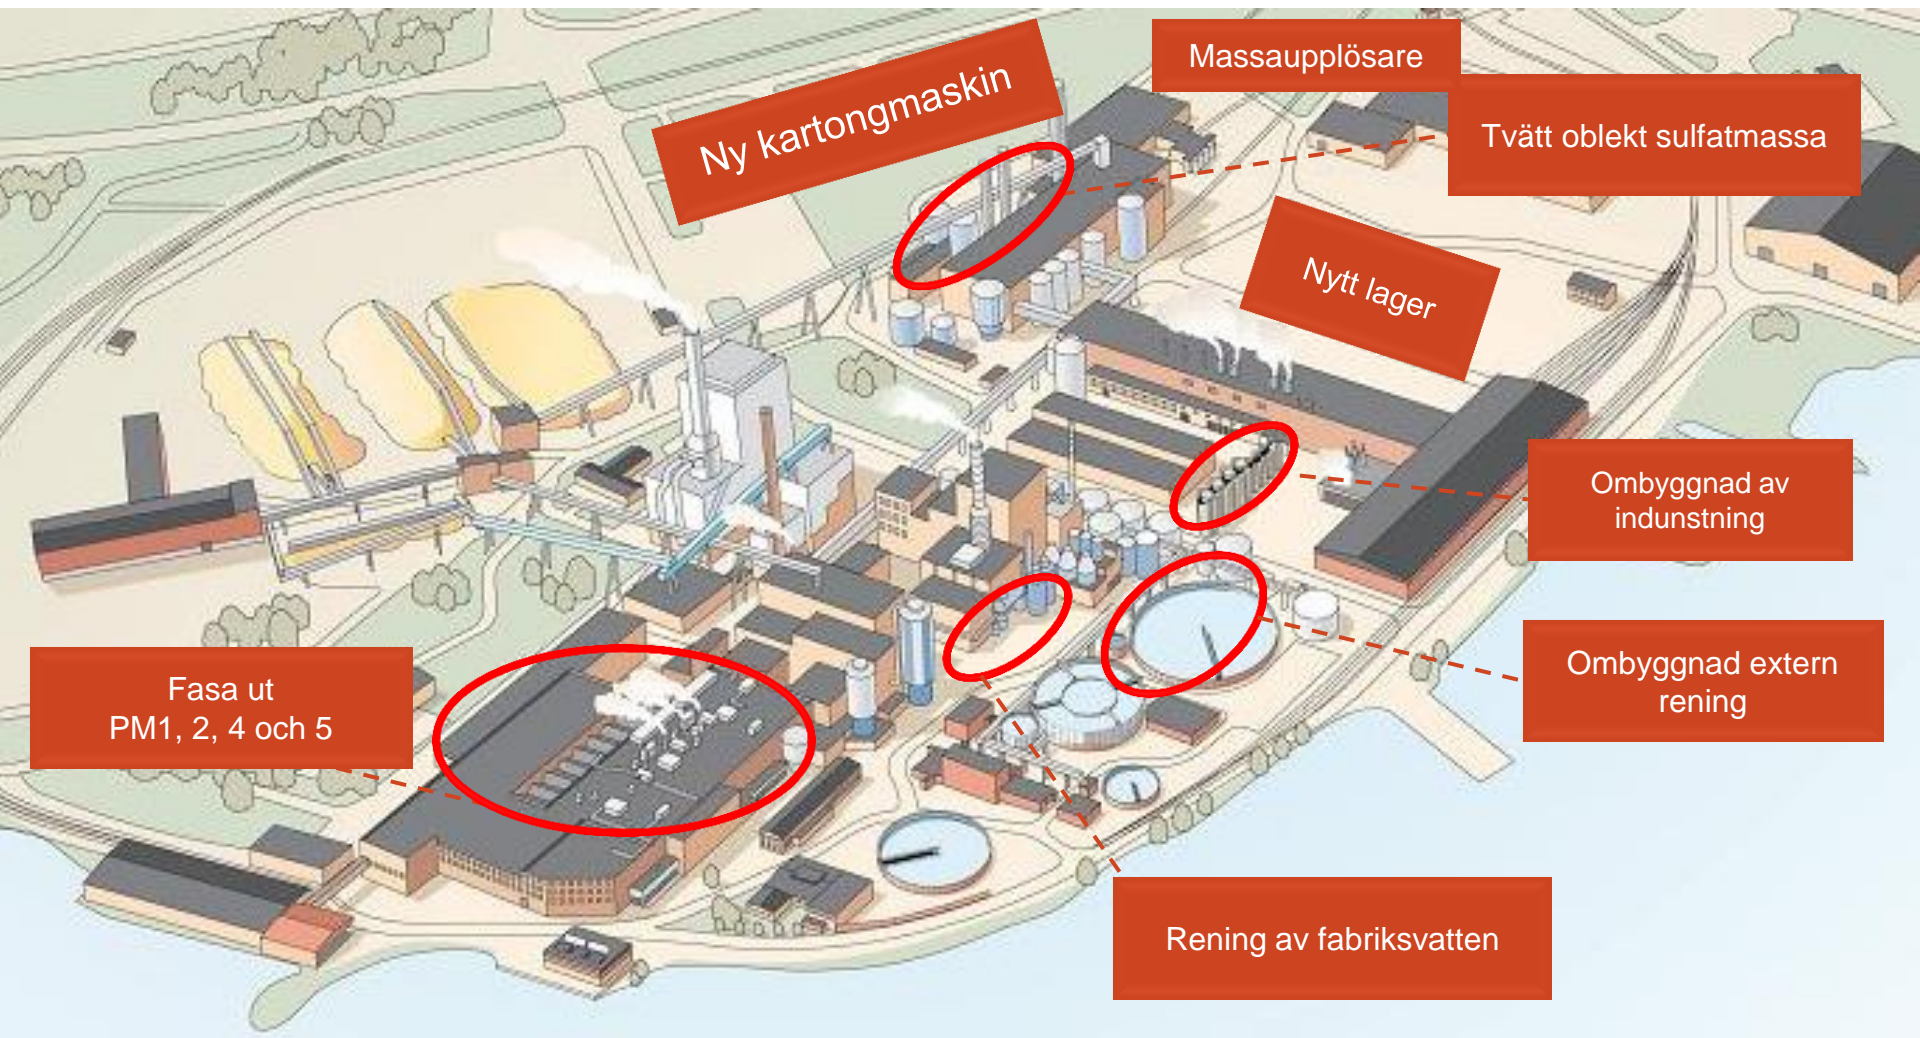 Massaupplösare
Ny kartongmaskin
Tvätt oblekt sulfatmassa
Nytt lager
Ombyggnad av
indunstning
Ombyggnad extern
rening
Fasa ut
PM1, 2, 4 och 5
Rening av fabriksvatten